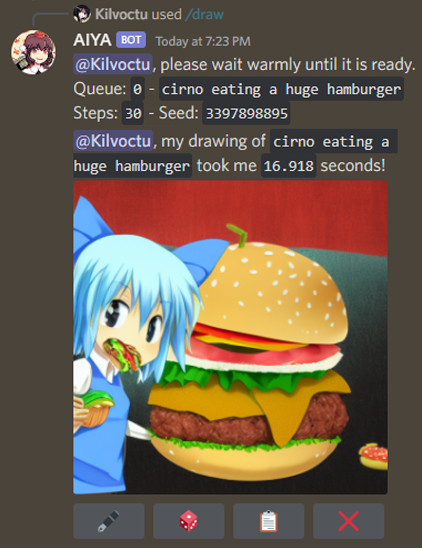 Kilvoctu used /draw
AIYA BOT Today at 7:23 PM
@Kilvoctu, please wait warmly until it is ready.
Queue: 0 - cirno eating a huge hamburger
Steps: 30 - Seed: 3397898895
@Kilvoctu, my drawing of cirno eating a
huge hamburger took me 16.918 seconds!